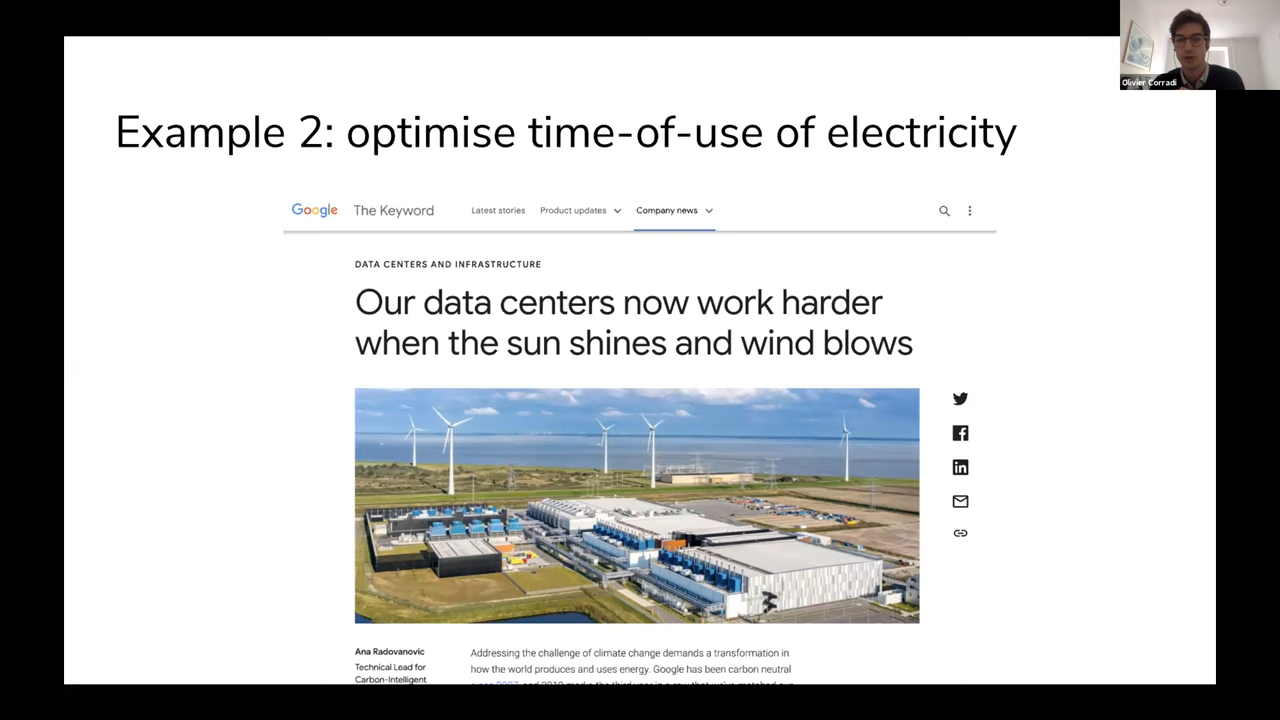 Olivier Corradi
Example 2: optimise time-of-use of electricity
Google The Keyword Latest stories Product updates Company news
DATA CENTERS AND INFRASTRUCTURE
Our data centers now work harder
when the sun shines and wind blows
Ana Radovanovic
Technical Lead for
Carbon-Intelligent
Addressing the challenge of climate change demands a transformation in
how the world produces and uses energy. Google has been carbon neutral